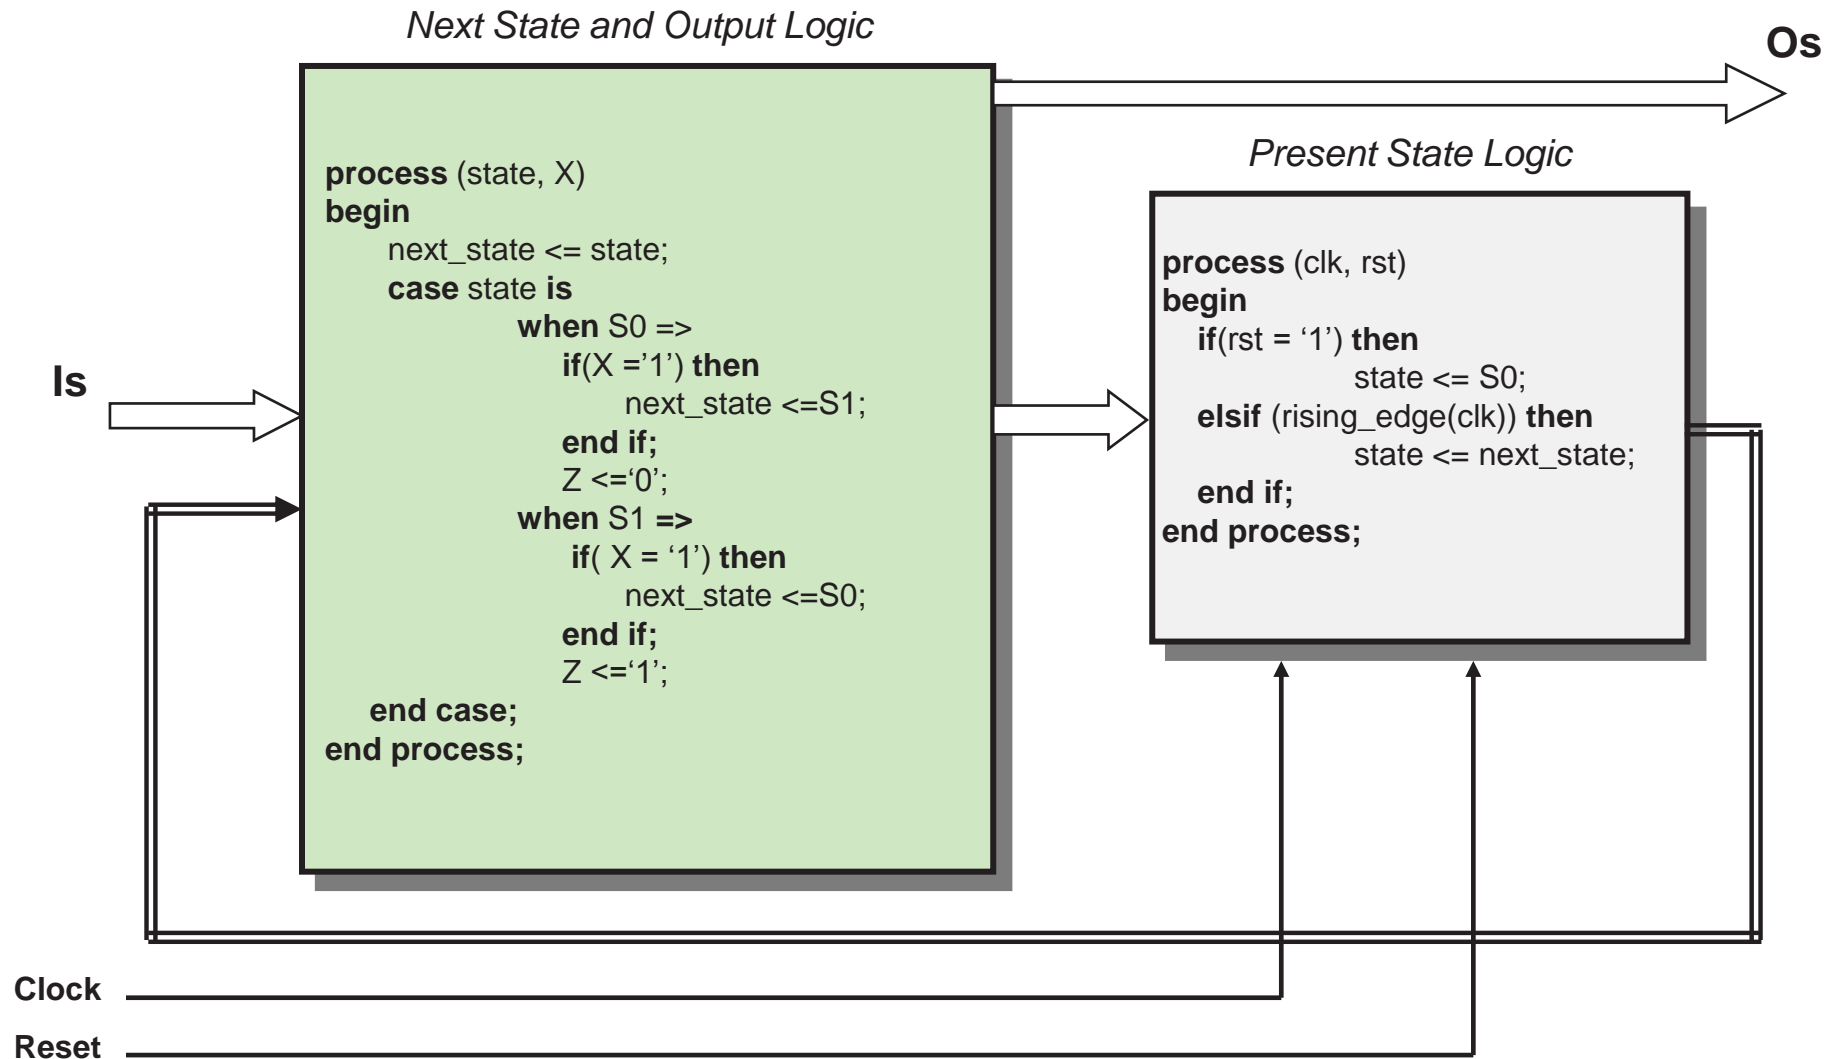 Next State and Output Logic
Os
process (state, X)
begin
next_state <= state;
case state is
when S0 =>
if(X =’1’) then
next_state <=S1;
end if;
Z <=‘0’;
when S1 =>
if( X = ‘1’) then
next_state <=S0;
end if;
Z <=‘1’;
end case;
end process;
Present State Logic
process (clk, rst)
begin
if(rst = ‘1’) then
state <= S0;
elsif (rising_edge(clk)) then
state <= next_state;
end if;
end process;
Is
Clock
Reset